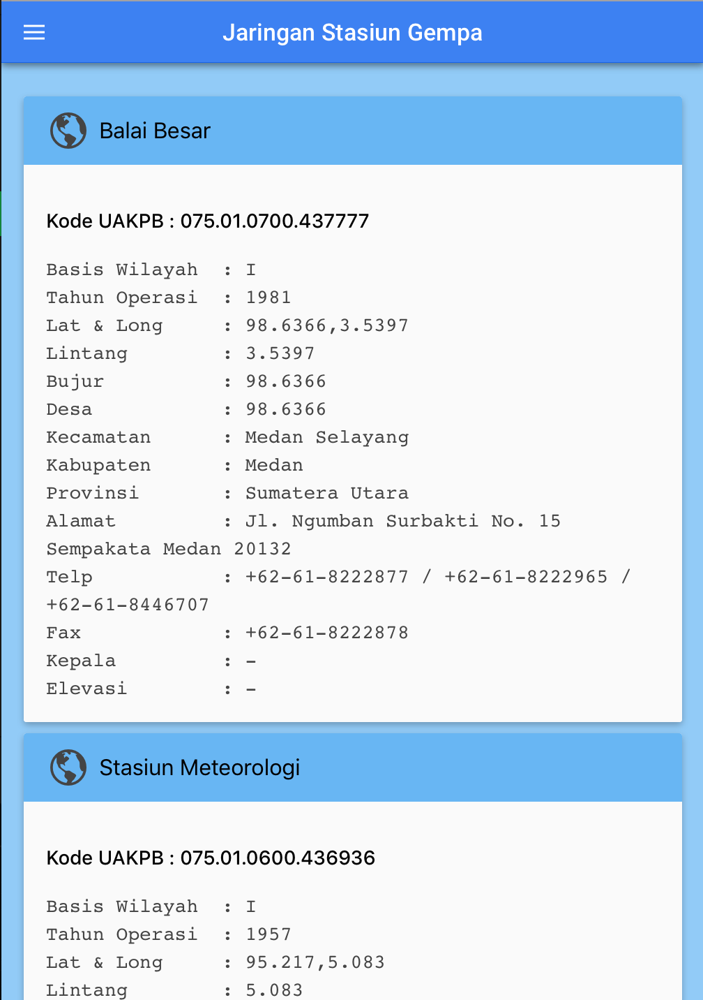 Jaringan Stasiun Gempa
Balai Besar
Kode UAKPB : 075.01.0700.437777
Basis Wilayah : I
Tahun Operasi : 1981
Lat & Long : 98.6366,3.5397
Lintang : 3.5397
Bujur : 98.6366
Desa : 98.6366
Kecamatan : Medan Selayang
Kabupaten : Medan
Provinsi : Sumatera Utara
Alamat : Jl. Ngumban Surbakti No. 15
Sempakata Medan 20132
Telp : +62-61-8222877 / +62-61-8222965 /
+62-61-8446707
Fax : +62-61-8222878
Kepala : -
Elevasi : -
Stasiun Meteorologi
Kode UAKPB : 075.01.0600.436936
Basis Wilayah : I
Tahun Operasi : 1957
Lat & Long : 95.217,5.083
Lintang : 5.083